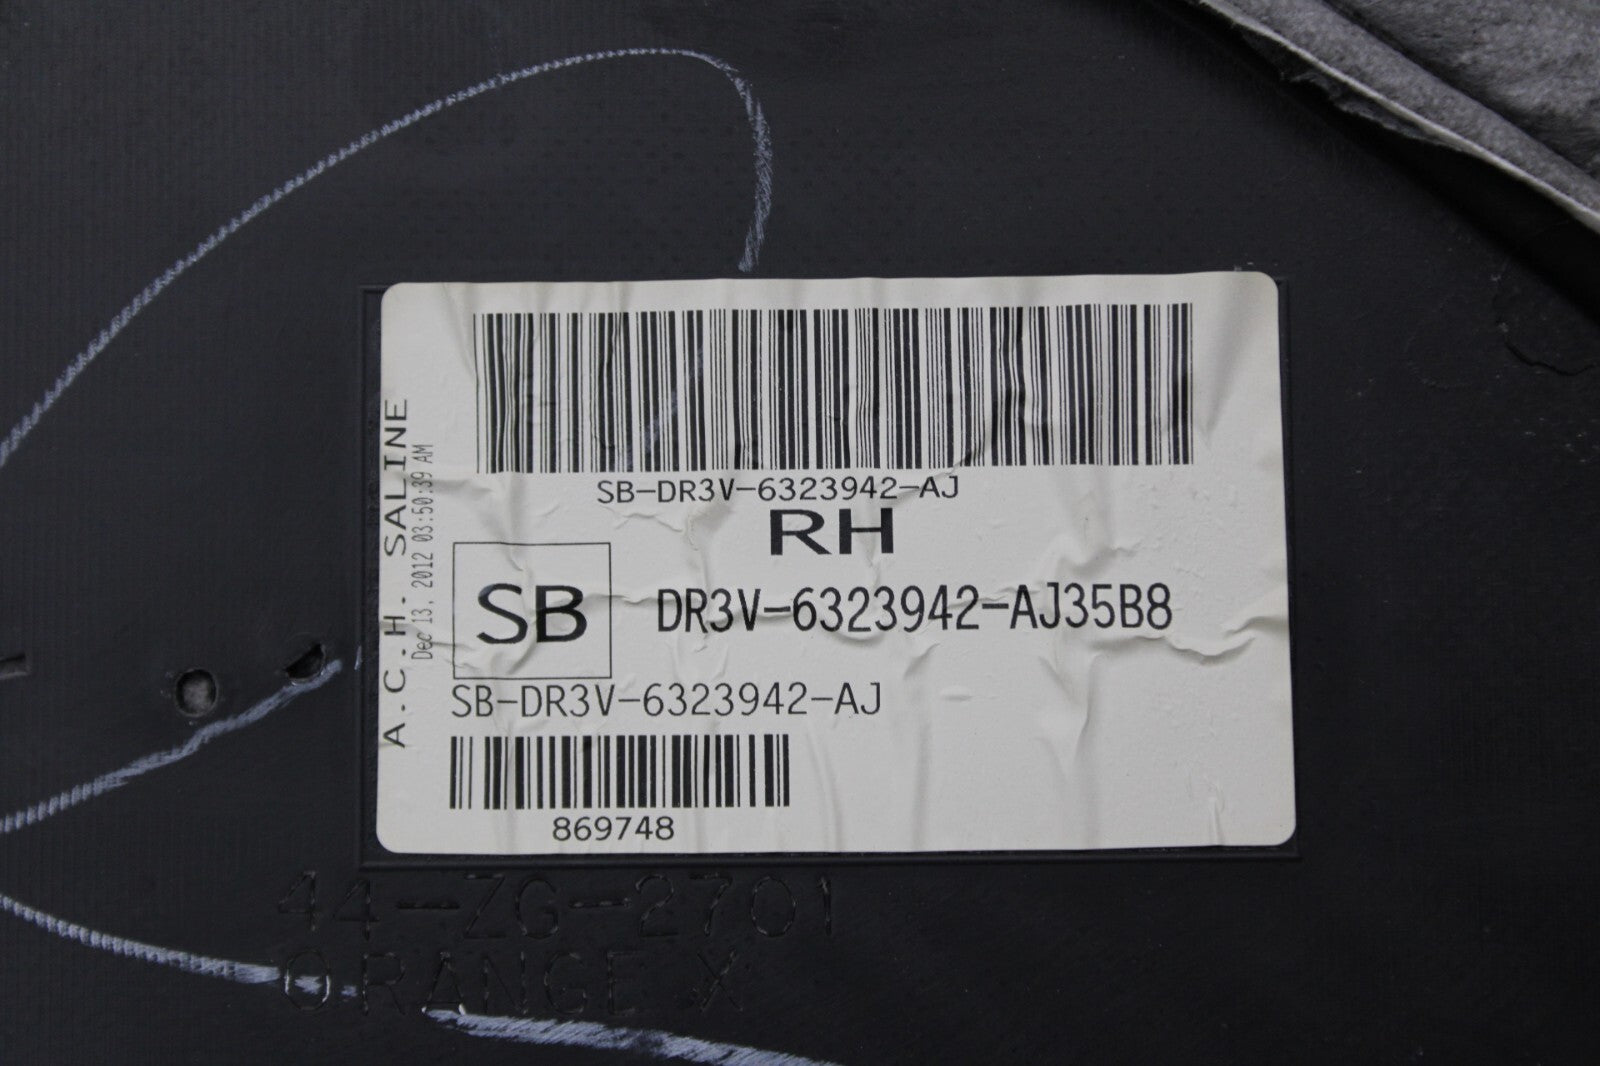 SB-DR3V-6323942-AJ
RH
SB
DR3V-6323942-AJ35B8
SB-DR3V-6323942-AJ
869748
A.C.H. SALINE
Dec 13, 2012 03:50:39 AM
44-ZG-2701
ORANGE X